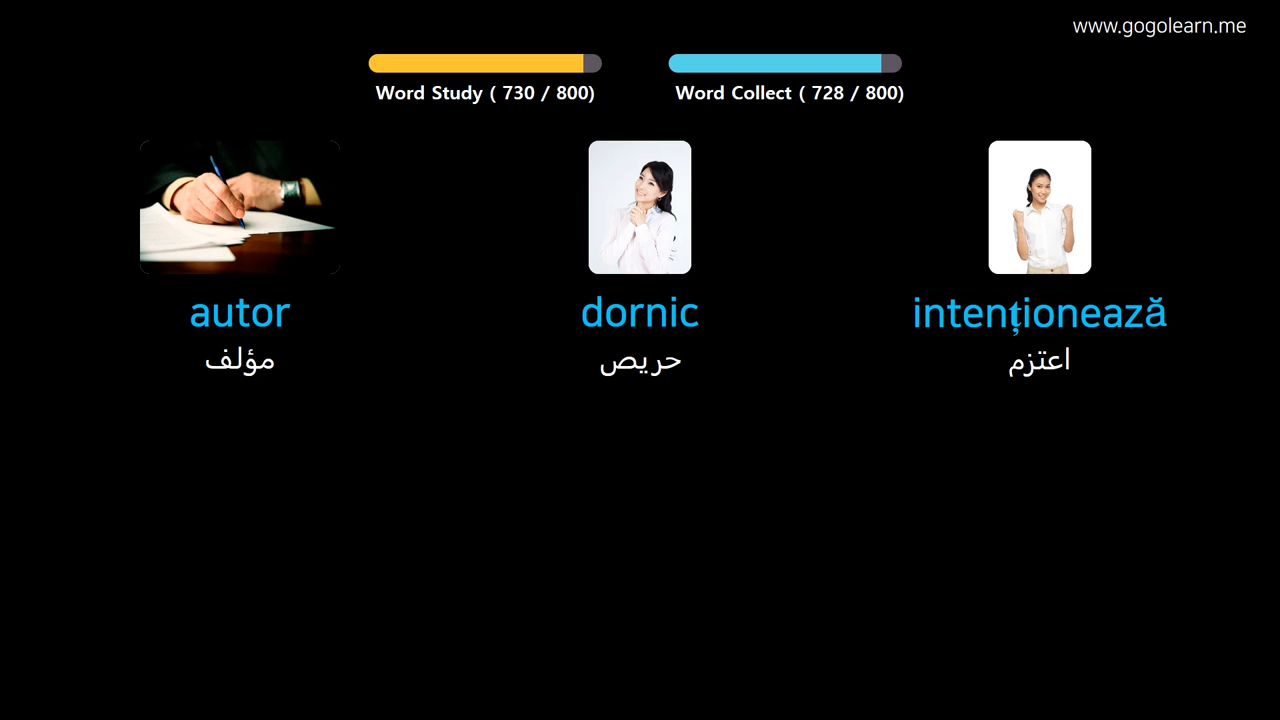 www.gogolearn.me
Word Study ( 730 / 800)
Word Collect ( 728 / 800)
autor
مؤلف
dornic
حريص
intenționează
اعتزم